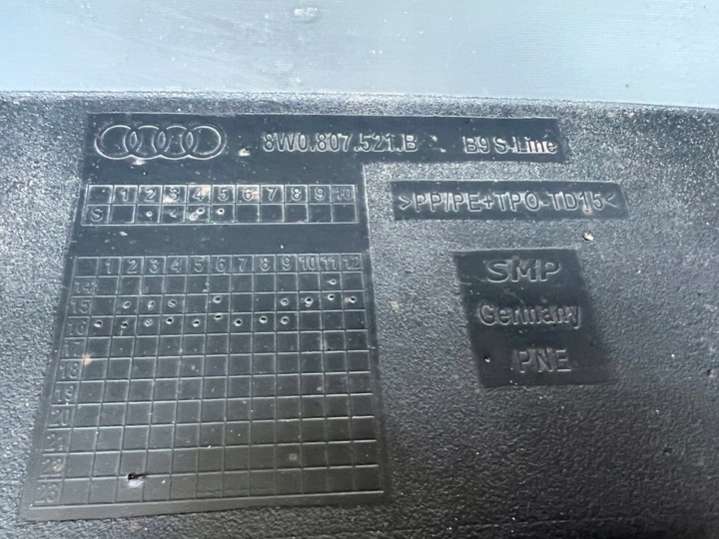 8W0.807.521.B B9 S-Line
1 2 3 4 5 6 7 8 9 10
S
>PP/PE+TPO-TD15<
1 2 3 4 5 6 7 8 9 10 11 12
14
15
16
17
18
19
20
21
22
23
SMP
Germany
PNE